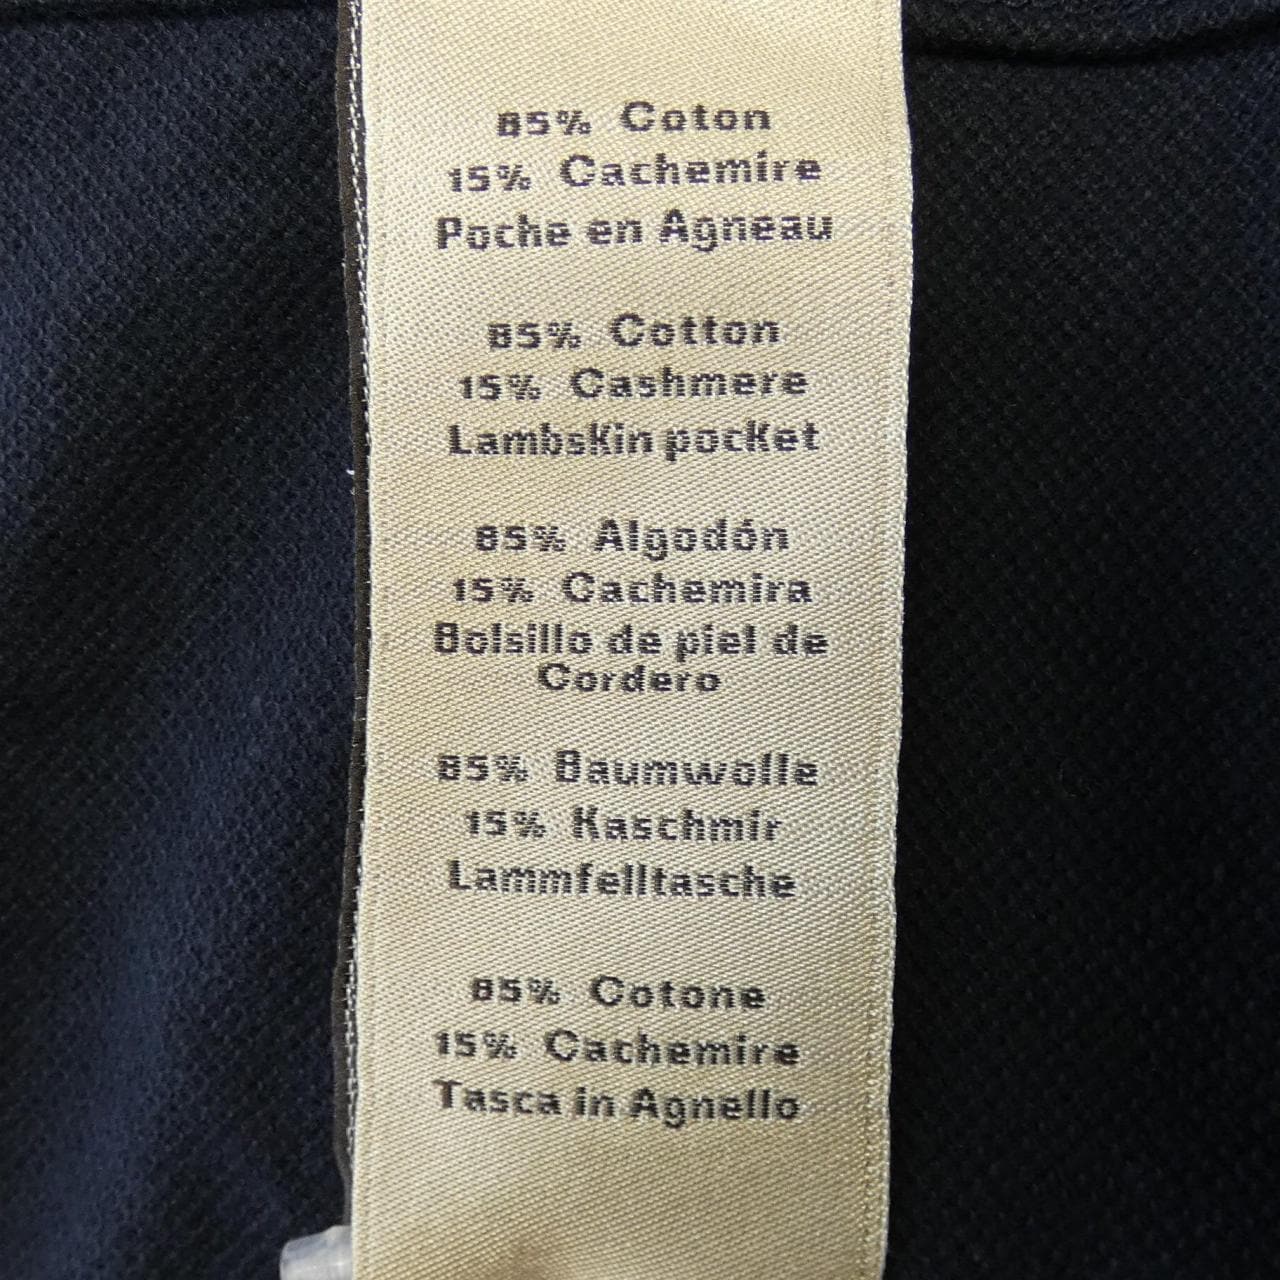 85% Coton
15% Cachemire
Poche en Agneau
85% Cotton
15% Cashmere
Lambskin pocket
85% Algodón
15% Cachemira
Bolsillo de piel de
Cordero
85% Baumwolle
15% Kaschmir
Lammfelltasche
85% Cotone
15% Cachemire
Tasca in Agnello